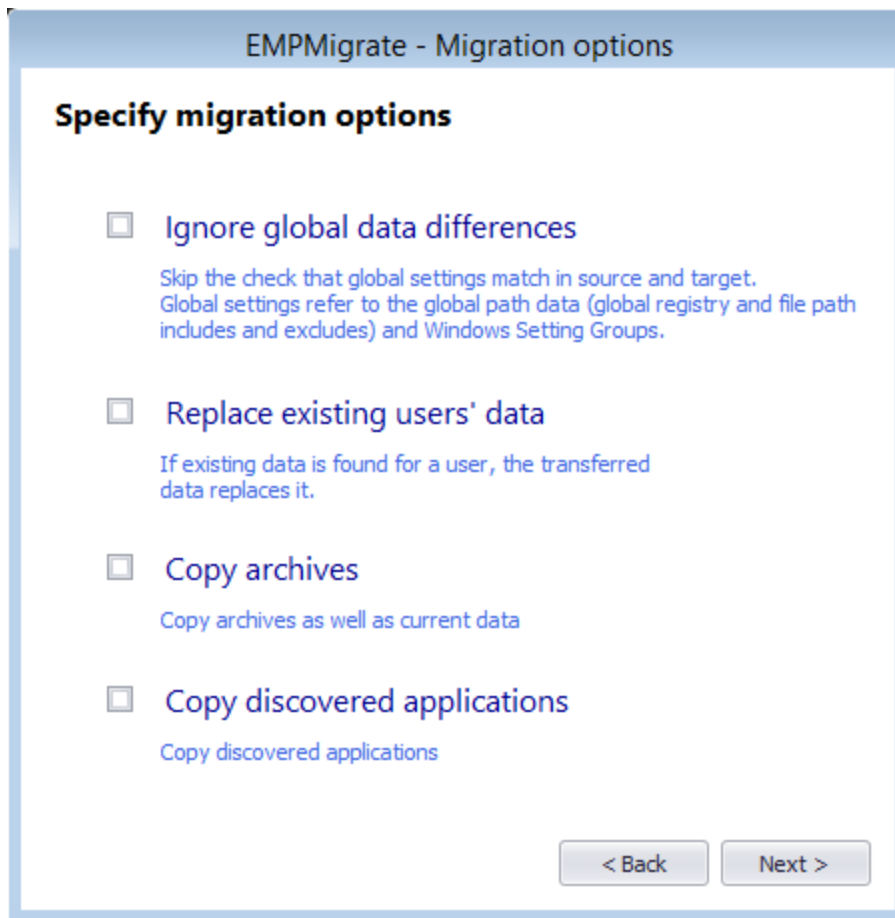 EMPMigrate - Migration options
Specify migration options
Ignore global data differences
Skip the check that global settings match in source and target.
Global settings refer to the global path data (global registry and file path
includes and excludes) and Windows Setting Groups.
Replace existing users' data
If existing data is found for a user, the transferred
data replaces it.
Copy archives
Copy archives as well as current data
Copy discovered applications
Copy discovered applications
< Back
Next >